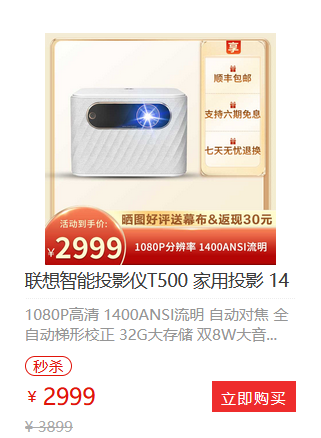 享
顺丰包邮
支持六期免息
七天无忧退换
活动到手价:
¥2999
晒图好评送幕布&返现30元
1080P分辨率 1400ANSI流明
联想智能投影仪T500 家用投影 14
1080P高清 1400ANSI流明 自动对焦 全
自动梯形校正 32G大存储 双8W大音...
秒杀
¥ 2999
立即购买
¥ 3899